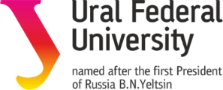 Ural Federal
University
named after the first President
of Russia B.N.Yeltsin